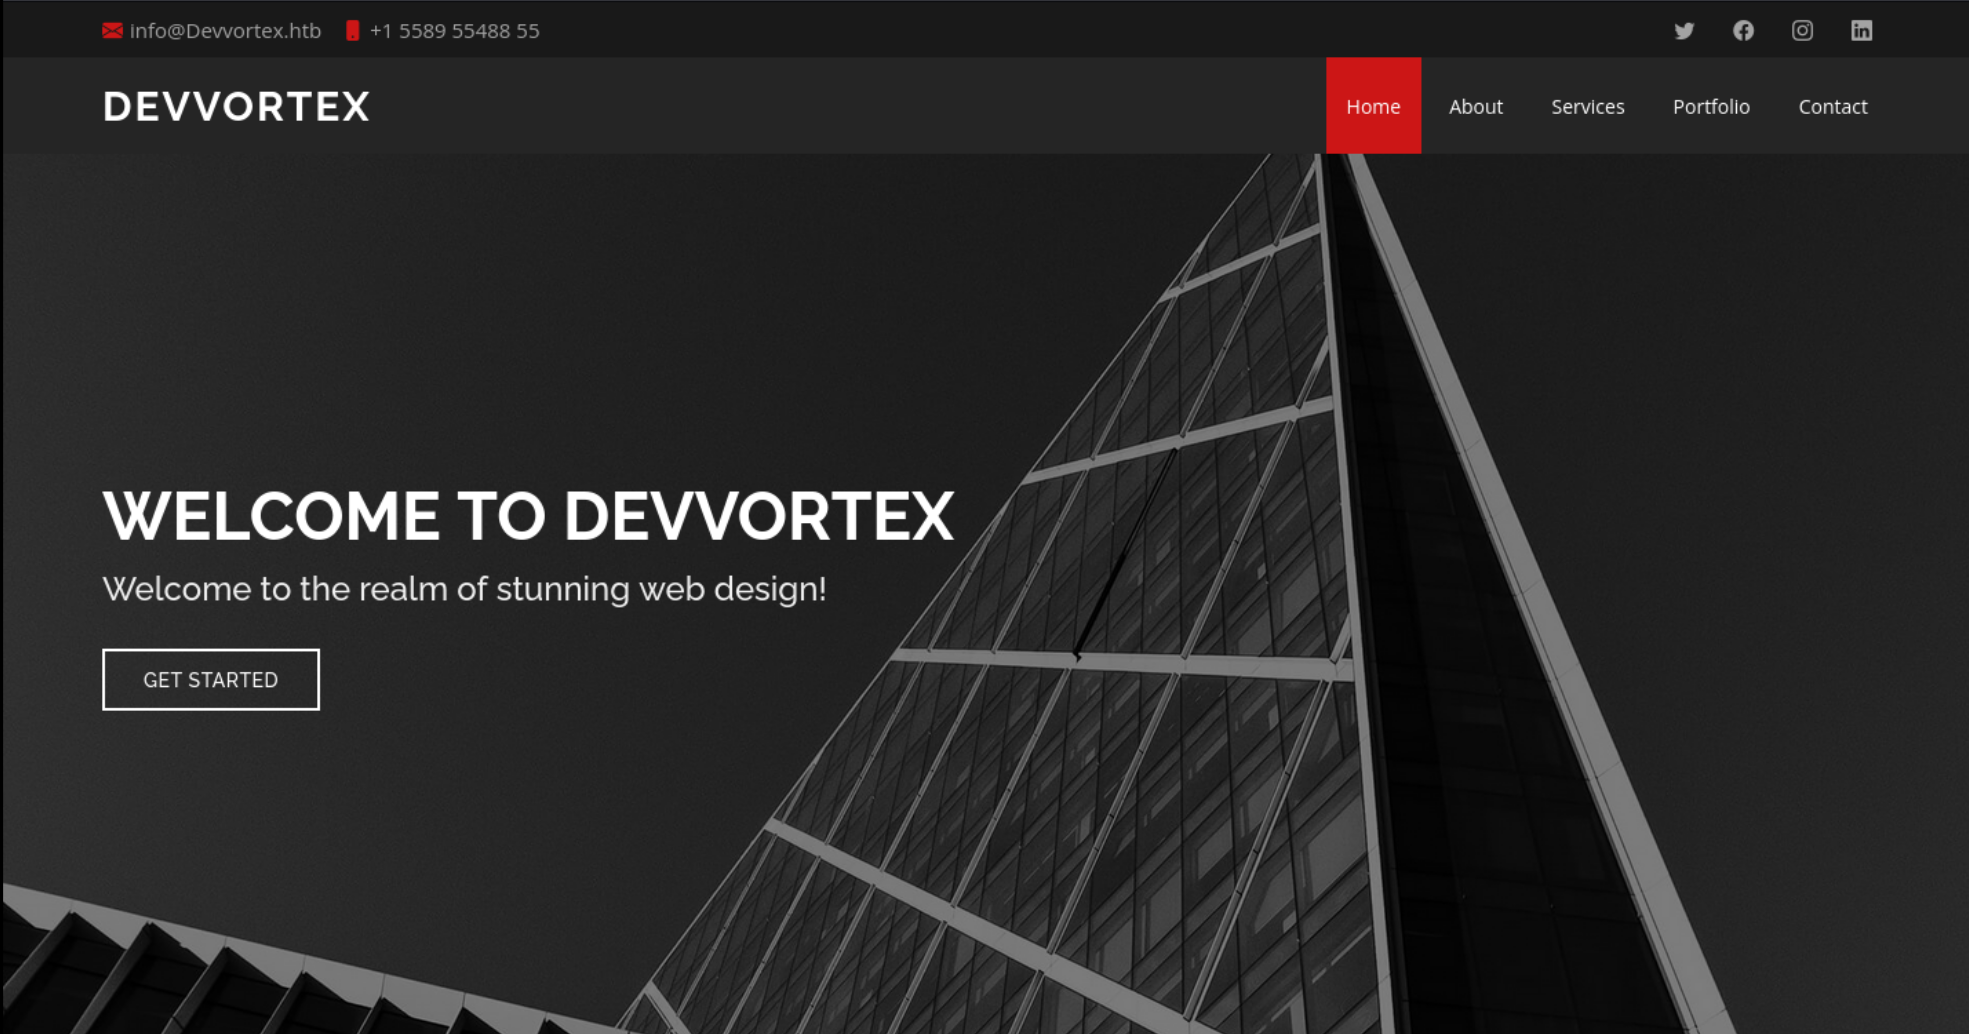 info@Devvortex.htb +1 5589 55488 55
DEVVORTEX
Home About Services Portfolio Contact
WELCOME TO DEVVORTEX
Welcome to the realm of stunning web design!
GET STARTED